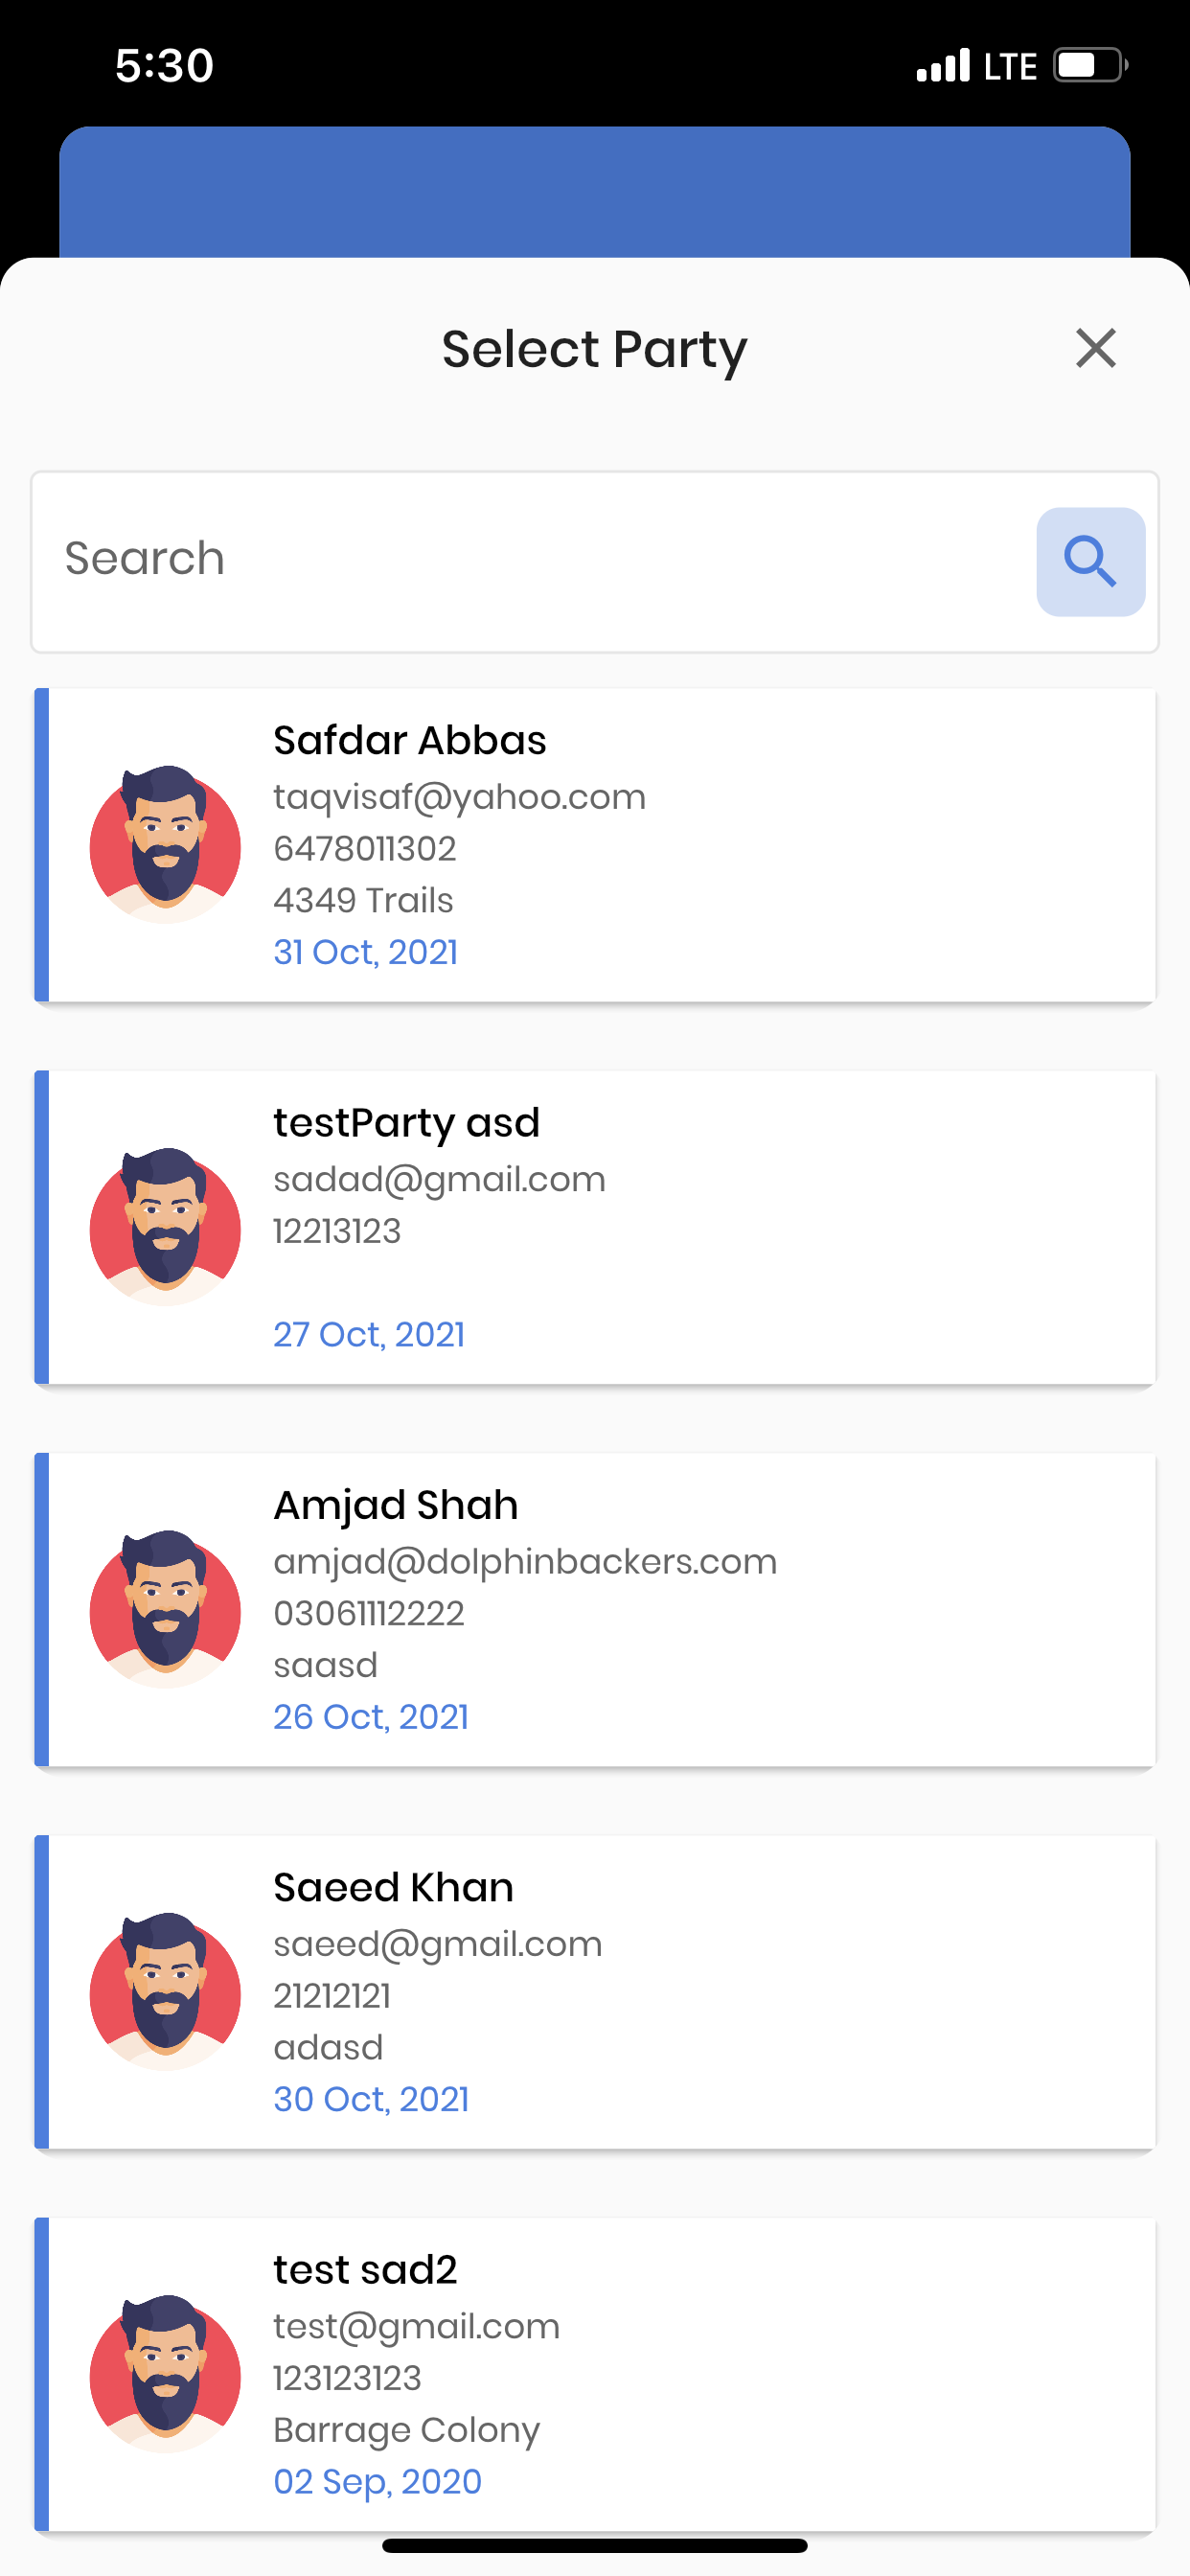 5:30
LTE
Select Party
Search
Safdar Abbas
taqvisaf@yahoo.com
6478011302
4349 Trails
31 Oct, 2021
testParty asd
sadad@gmail.com
12213123
27 Oct, 2021
Amjad Shah
amjad@dolphinbackers.com
03061112222
saasd
26 Oct, 2021
Saeed Khan
saeed@gmail.com
21212121
adasd
30 Oct, 2021
test sad2
test@gmail.com
123123123
Barrage Colony
02 Sep, 2020